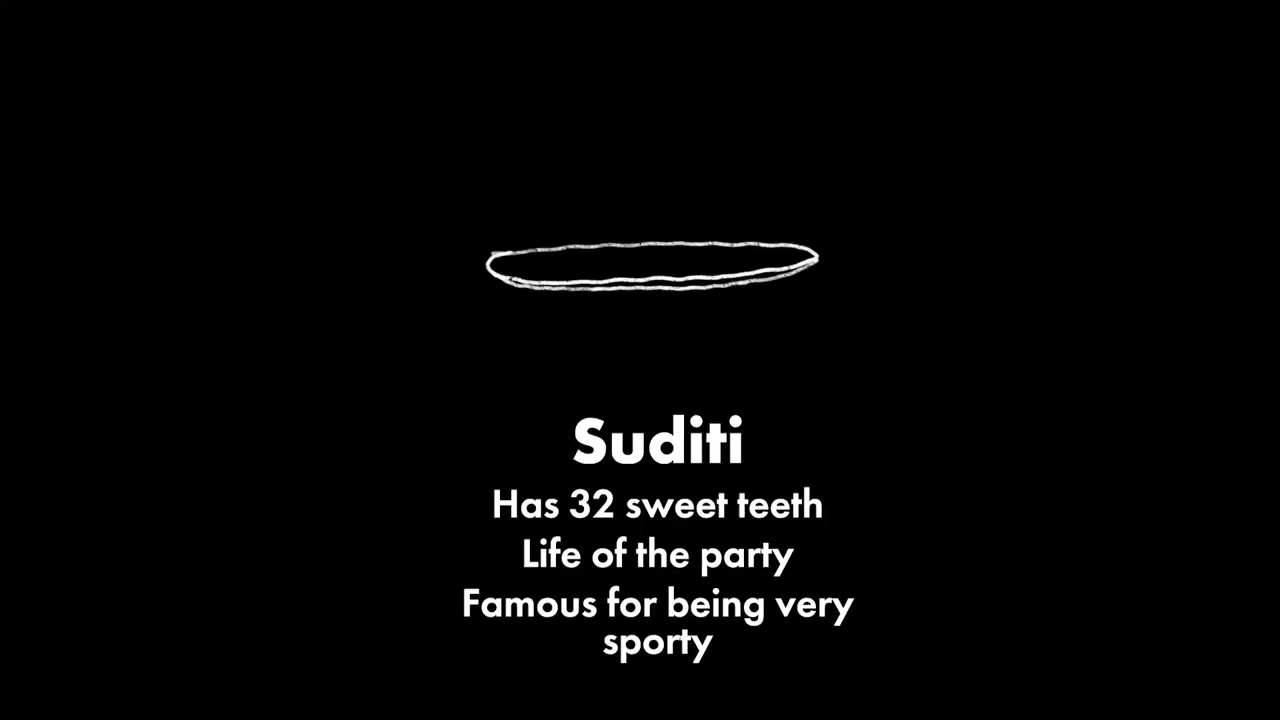 Suditi
Has 32 sweet teeth
Life of the party
Famous for being very
sporty